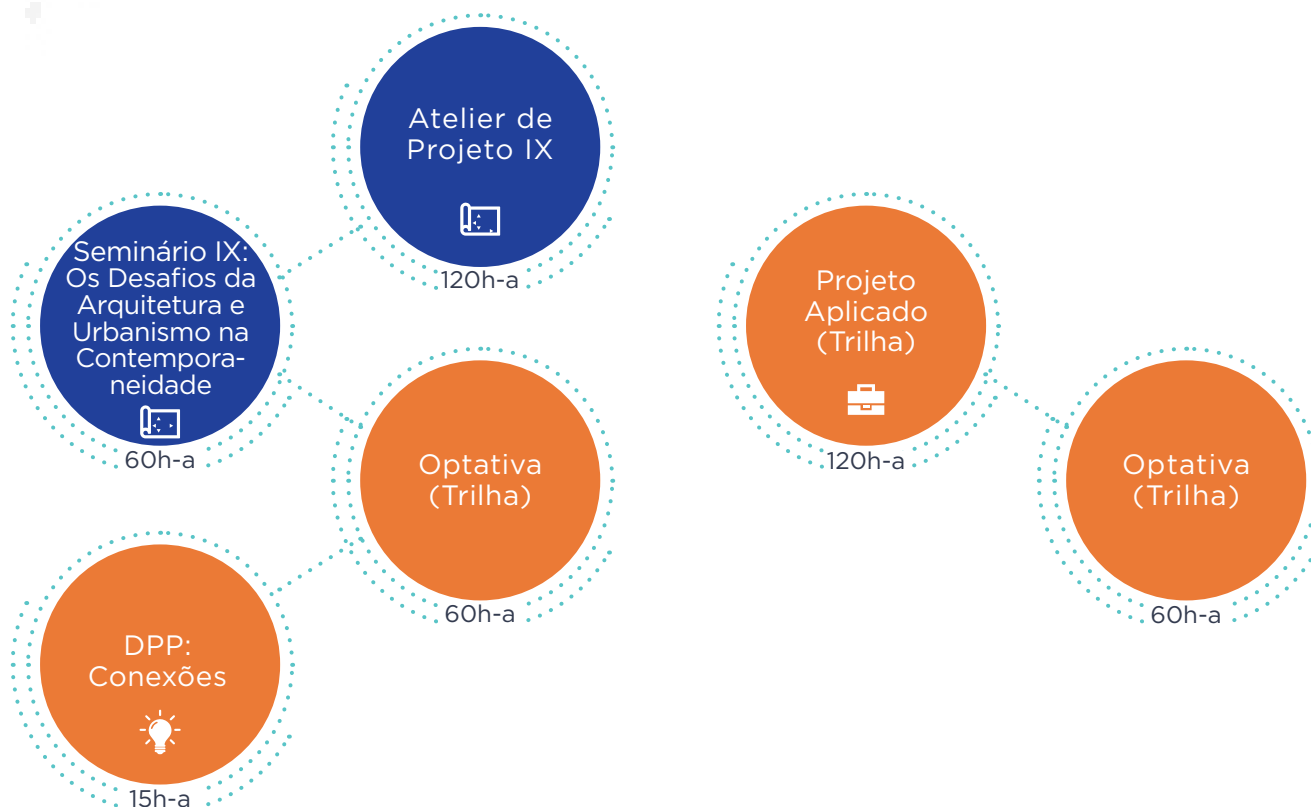 Atelier de
Projeto IX
120h-a
Seminário IX:
Os Desafios da
Arquitetura e
Urbanismo na
Contempora-
neidade
60h-a
Optativa
(Trilha)
60h-a
DPP:
Conexões
15h-a
Projeto
Aplicado
(Trilha)
120h-a
Optativa
(Trilha)
60h-a